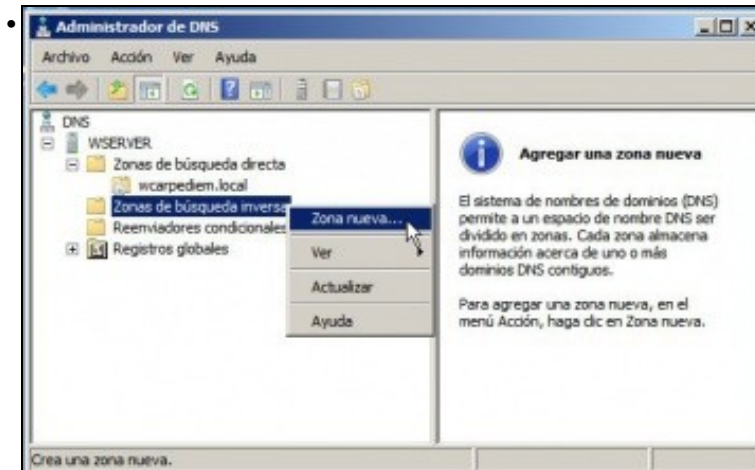 Administrador de DNS
Archivo Acción Ver Ayuda
DNS
WSERVER
Zonas de búsqueda directa
wcarpediem.local
Zonas de búsqueda inversa
Reenviadores condicionales
Registros globales
Zona nueva...
Ver
Actualizar
Ayuda
Agregar una zona nueva
El sistema de nombres de dominios (DNS)
permite a un espacio de nombre DNS ser
dividido en zonas. Cada zona almacena
información acerca de uno o más
dominios DNS contiguos.
Para agregar una zona nueva, en el
menú Acción, haga clic en Zona nueva.
Crea una zona nueva.